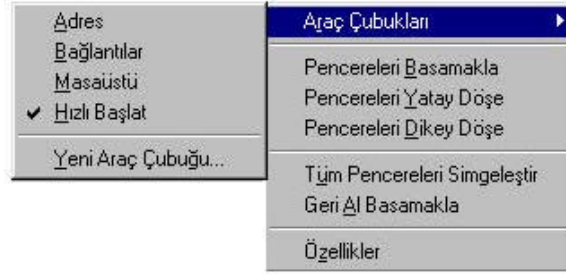 Adres
Bağlantılar
Masaüstü
Hızlı Başlat
Yeni Araç Çubuğu...
Araç Çubukları
Pencereleri Basamakla
Pencereleri Yatay Döşe
Pencereleri Dikey Döşe
Tüm Pencereleri Simgeleştir
Geri Al Basamakla
Özellikler